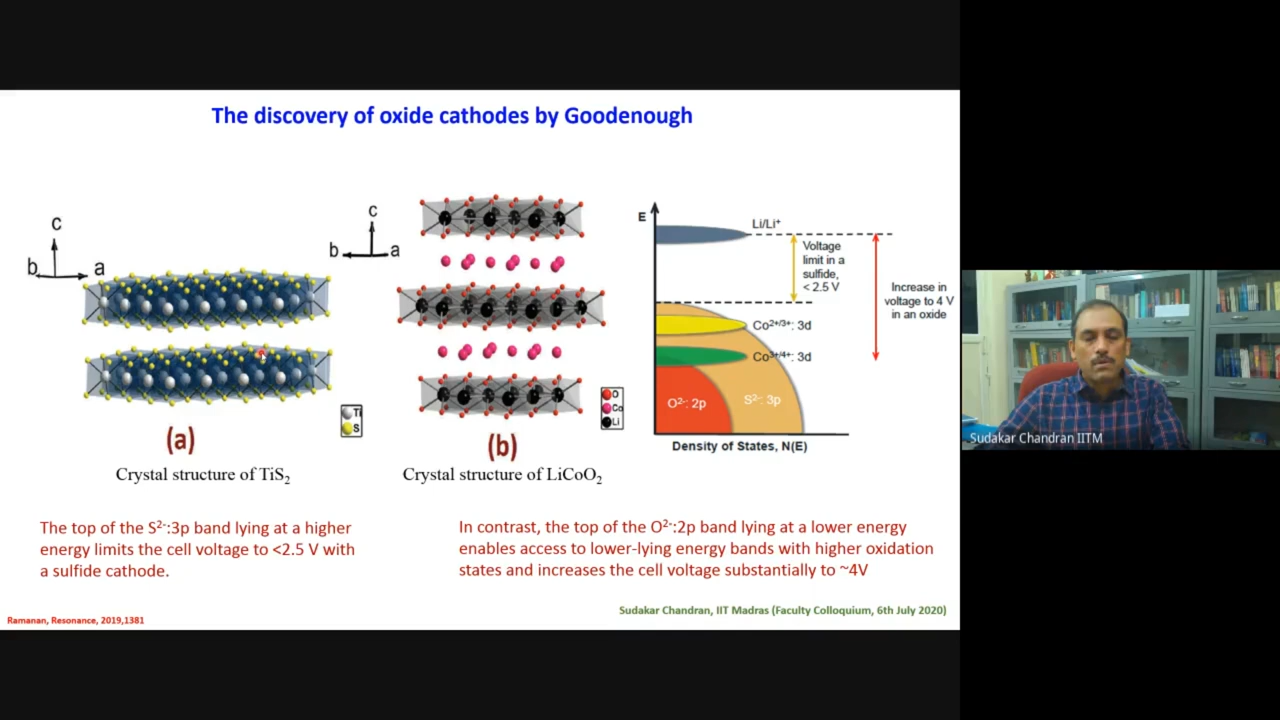 The discovery of oxide cathodes by Goodenough
c
b
a
Ti
S
(a)
Crystal structure of TiS₂
c
b
a
O
Co
Li
(b)
Crystal structure of LiCoO₂
E
Li/Li⁺
Voltage
limit in a
sulfide,
< 2.5 V
Increase in
voltage to 4 V
in an oxide
Co²⁺/³⁺: 3d
Co³⁺/⁴⁺: 3d
O²⁻: 2p
S²⁻: 3p
Density of States, N(E)
The top of the S²⁻:3p band lying at a higher
energy limits the cell voltage to <2.5 V with
a sulfide cathode.
In contrast, the top of the O²⁻:2p band lying at a lower energy
enables access to lower-lying energy bands with higher oxidation
states and increases the cell voltage substantially to ~4V
Sudakar Chandran, IIT Madras (Faculty Colloquium, 6th July 2020)
Ramanan, Resonance, 2019,1381
Sudakar Chandran IITM